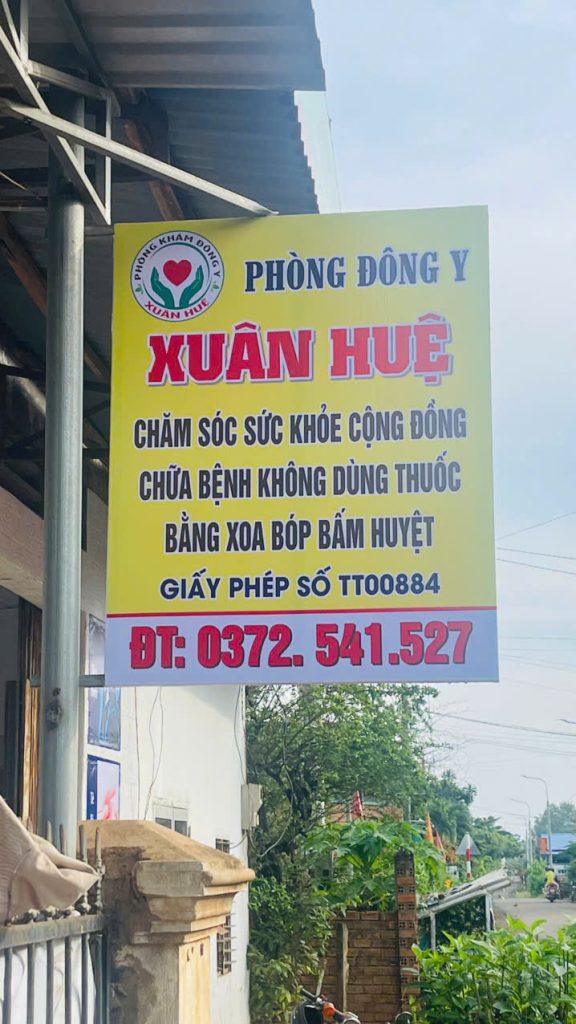 PHÒNG KHÁM ĐÔNG Y
XUÂN HUỆ
PHÒNG ĐÔNG Y
XUÂN HUỆ
CHĂM SÓC SỨC KHỎE CỘNG ĐỒNG
CHỮA BỆNH KHÔNG DÙNG THUỐC
BẰNG XOA BÓP BẤM HUYỆT
GIẤY PHÉP SỐ TT00884
ĐT: 0372. 541.527